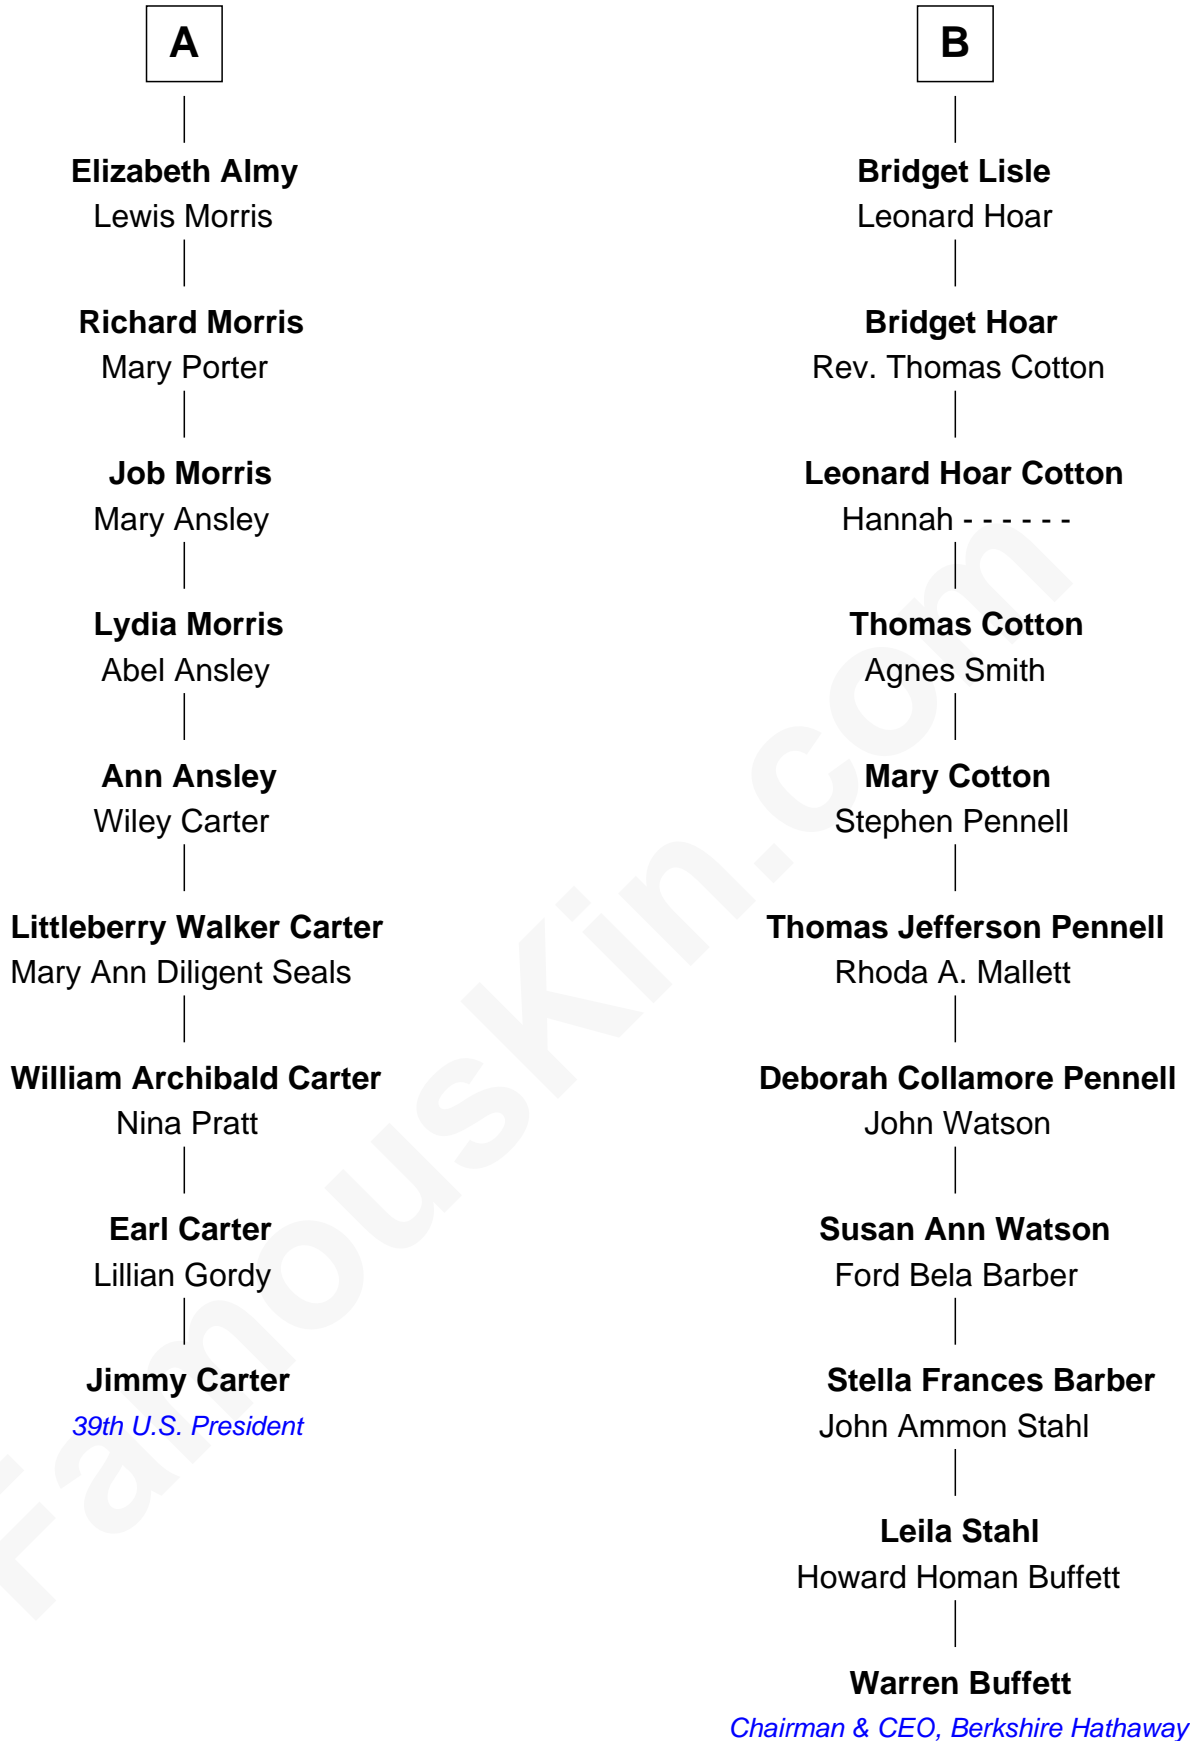 A
Elizabeth Almy
Lewis Morris
Richard Morris
Mary Porter
Job Morris
Mary Ansley
Lydia Morris
Abel Ansley
Ann Ansley
Wiley Carter
Littleberry Walker Carter
Mary Ann Diligent Seals
William Archibald Carter
Nina Pratt
Earl Carter
Lillian Gordy
Jimmy Carter
39th U.S. President
B
Bridget Lisle
Leonard Hoar
Bridget Hoar
Rev. Thomas Cotton
Leonard Hoar Cotton
Hannah - - - - - -
Thomas Cotton
Agnes Smith
Mary Cotton
Stephen Pennell
Thomas Jefferson Pennell
Rhoda A. Mallett
Deborah Collamore Pennell
John Watson
Susan Ann Watson
Ford Bela Barber
Stella Frances Barber
John Ammon Stahl
Leila Stahl
Howard Homan Buffett
Warren Buffett
Chairman & CEO, Berkshire Hathaway
FamousKin.com